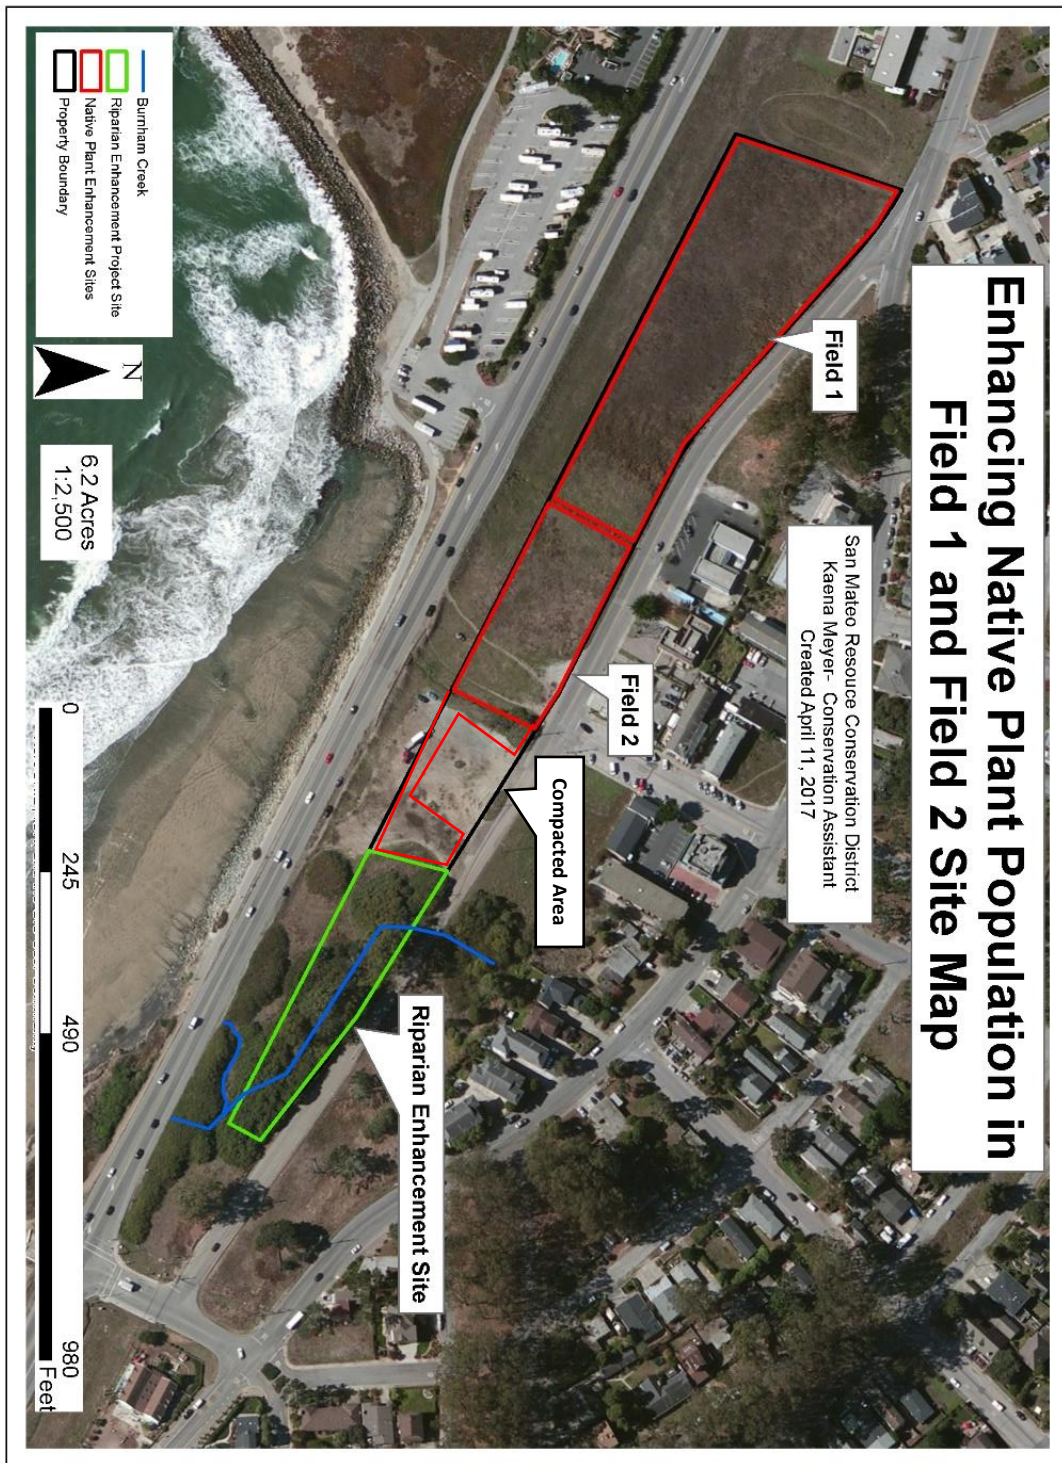 Enhancing Native Plant Population in
Field 1 and Field 2 Site Map
San Mateo Resouce Conservation District
Kaena Meyer- Conservation Assistant
Created April 11, 2017
Field 1
Field 2
Compacted Area
Riparian Enhancement Site
Burnham Creek
Riparian Enhancement Project Site
Native Plant Enhancement Sites
Property Boundary
N
6.2 Acres
1:2,500
0 245 490 980
Feet